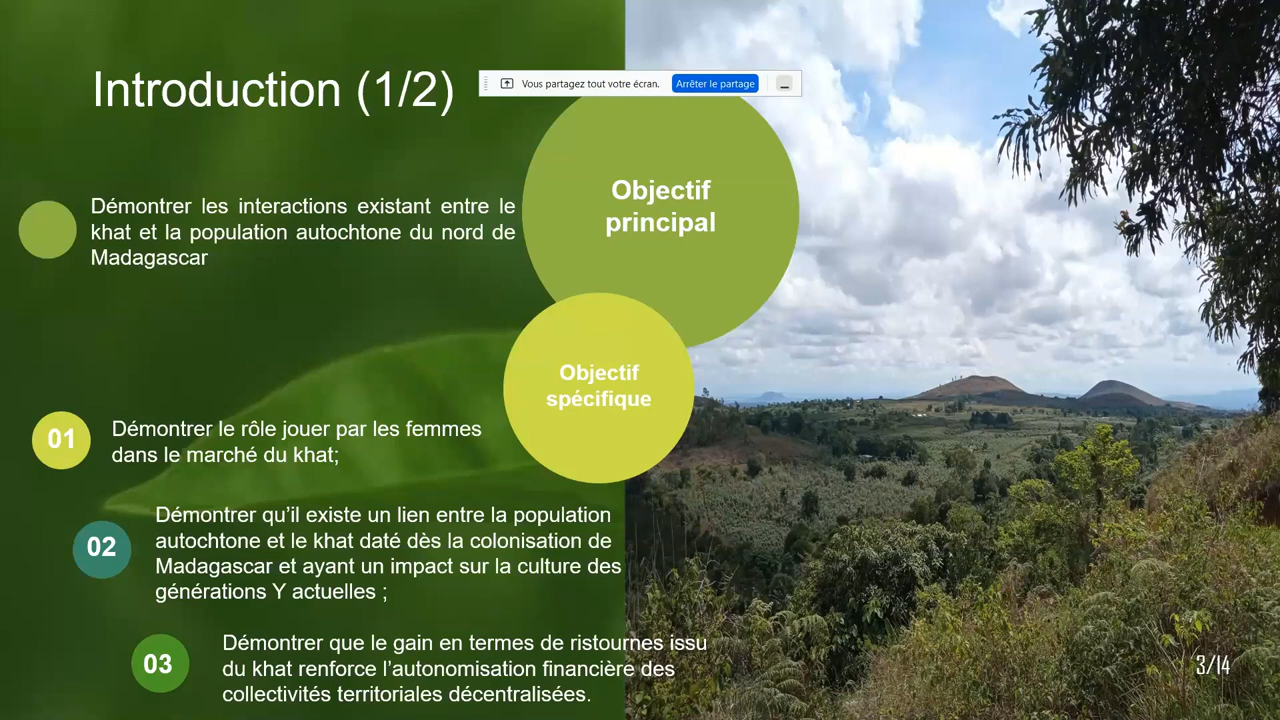 Introduction (1/2)
Vous partagez tout votre écran.
Arrêter le partage
Objectif
principal
Démontrer les interactions existant entre le
khat et la population autochtone du nord de
Madagascar
Objectif
spécifique
01
Démontrer le rôle jouer par les femmes
dans le marché du khat;
02
Démontrer qu’il existe un lien entre la population
autochtone et le khat daté dès la colonisation de
Madagascar et ayant un impact sur la culture des
générations Y actuelles ;
03
Démontrer que le gain en termes de ristournes issu
du khat renforce l’autonomisation financière des
collectivités territoriales décentralisées.
3/14